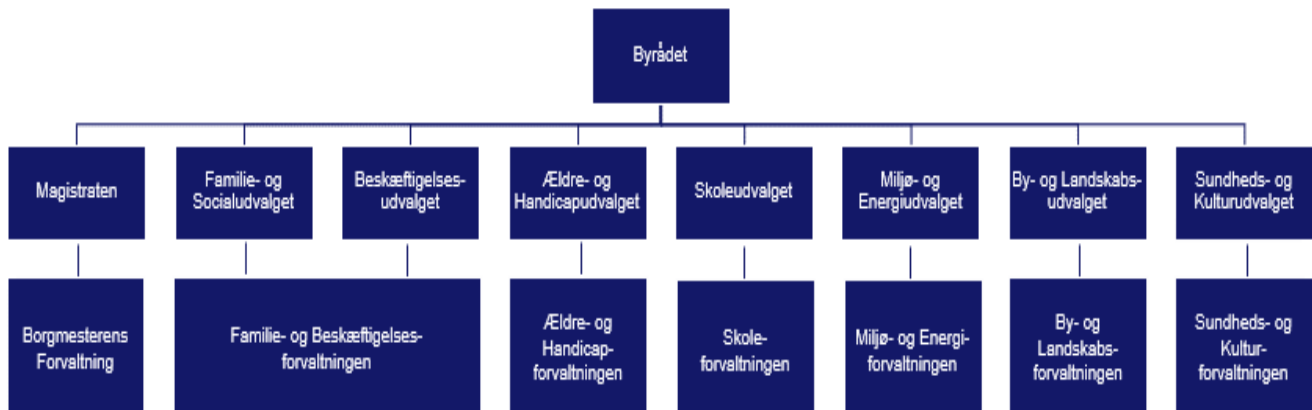 Byrådet
Magistraten
Familie- og
Socialudvalget
Beskæftigelses-
udvalget
Ældre- og
Handicapudvalget
Skoleudvalget
Miljø- og
Energiudvalget
By- og Landskabs-
udvalget
Sundheds- og
Kulturudvalget
Borgmesterens
Forvaltning
Familie- og Beskæftigelses-
forvaltningen
Ældre- og
Handicap-
forvaltningen
Skole-
forvaltningen
Miljø- og Energi-
forvaltningen
By- og
Landskabs-
forvaltningen
Sundheds- og
Kultur-
forvaltningen